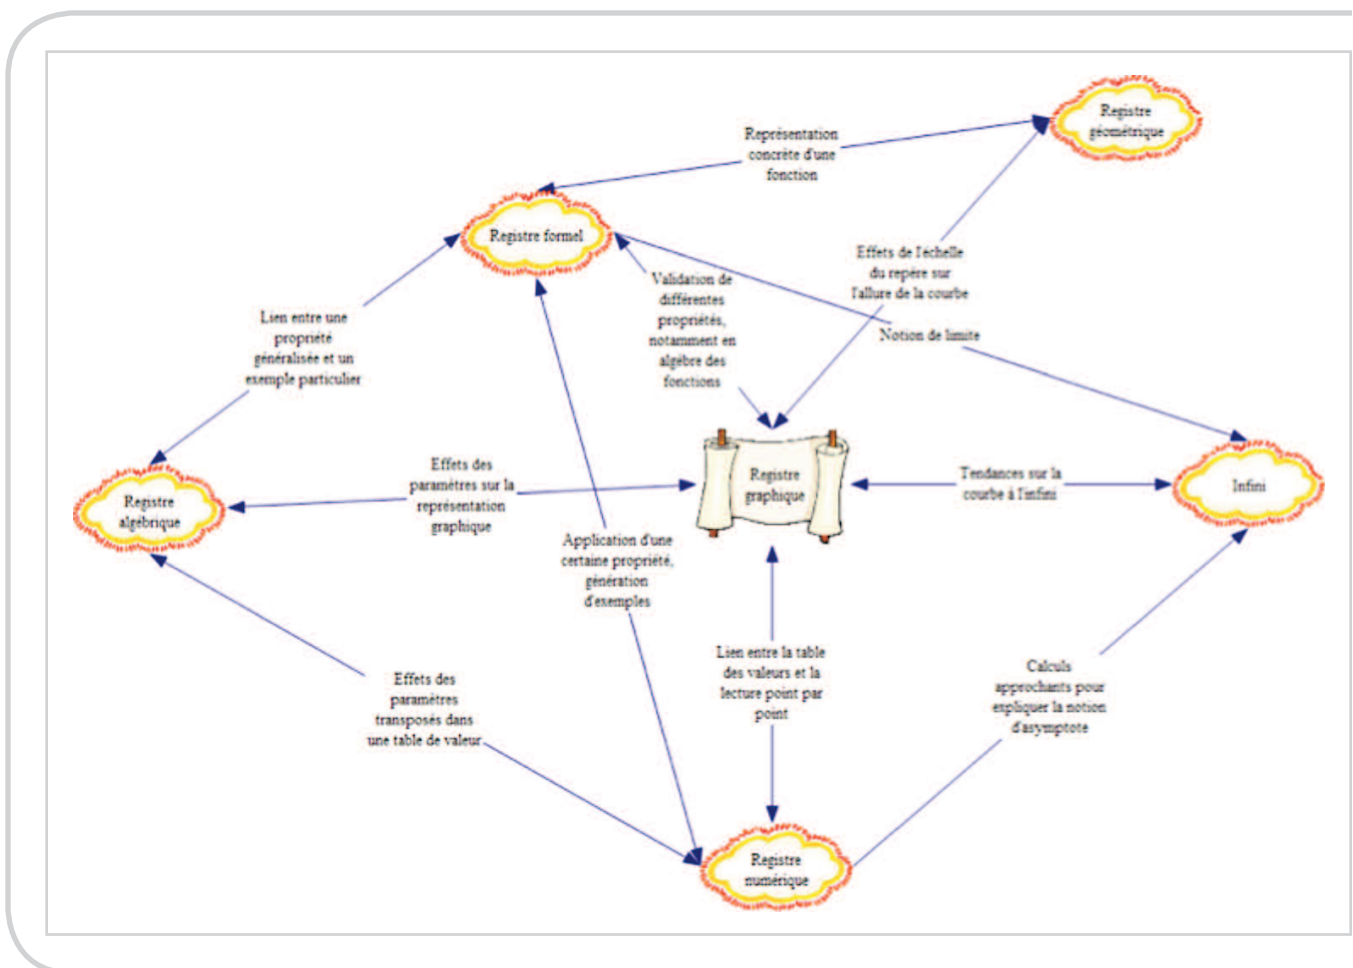 Registre
géométrique
Représentation
concrète d'une
fonction
Registre formel
Effets de l'échelle
du repère sur
l'allure de la courbe
Validation de
différentes
propriétés,
notamment en
algèbre des
fonctions
Notion de limite
Lien entre une
propriété
généralisée et un
exemple particulier
Registre
algébrique
Effets des
paramètres sur la
représentation
graphique
Registre
graphique
Tendances sur la
courbe à l'infini
Infini
Application d'une
certaine propriété,
génération
d'exemples
Lien entre la table
des valeurs et la
lecture point par
point
Calculs
approchants pour
expliquer la notion
d'asymptote
Effets des
paramètres
transposés dans
une table de valeur
Registre
numérique